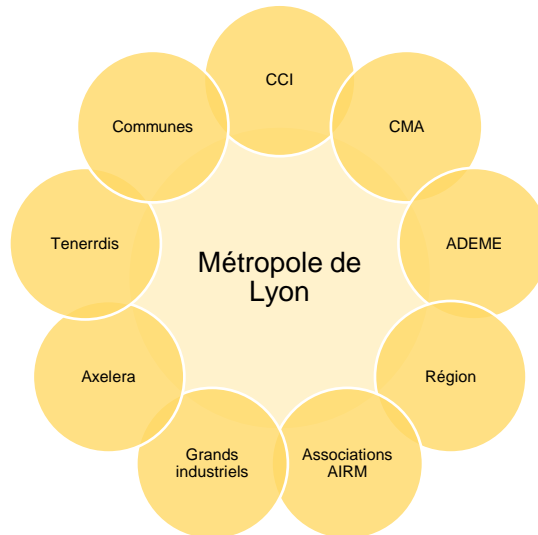 CCI
CMA
ADEME
Région
Associations
AIRM
Grands
industriels
Axelera
Tenerrdis
Communes
Métropole de
Lyon